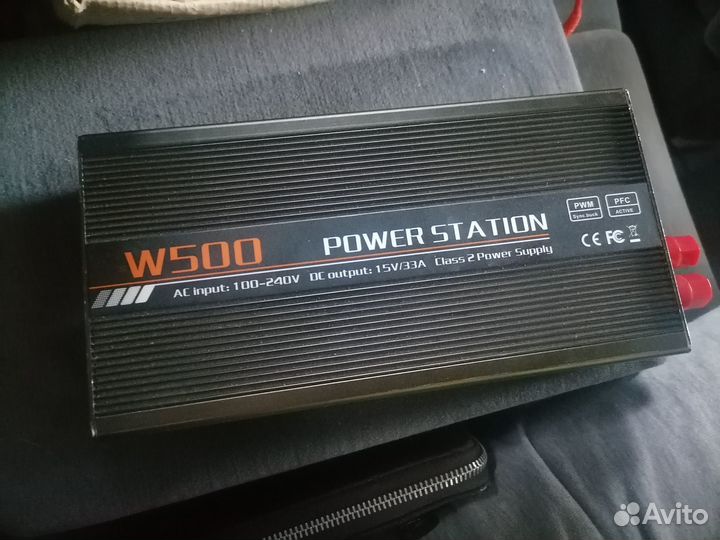 W500 POWER STATION
AC input: 100-240V DC output: 15V/33A Class 2 Power Supply
PWM
Sync buck
PFC
ACTIVE
CE FC
Avito